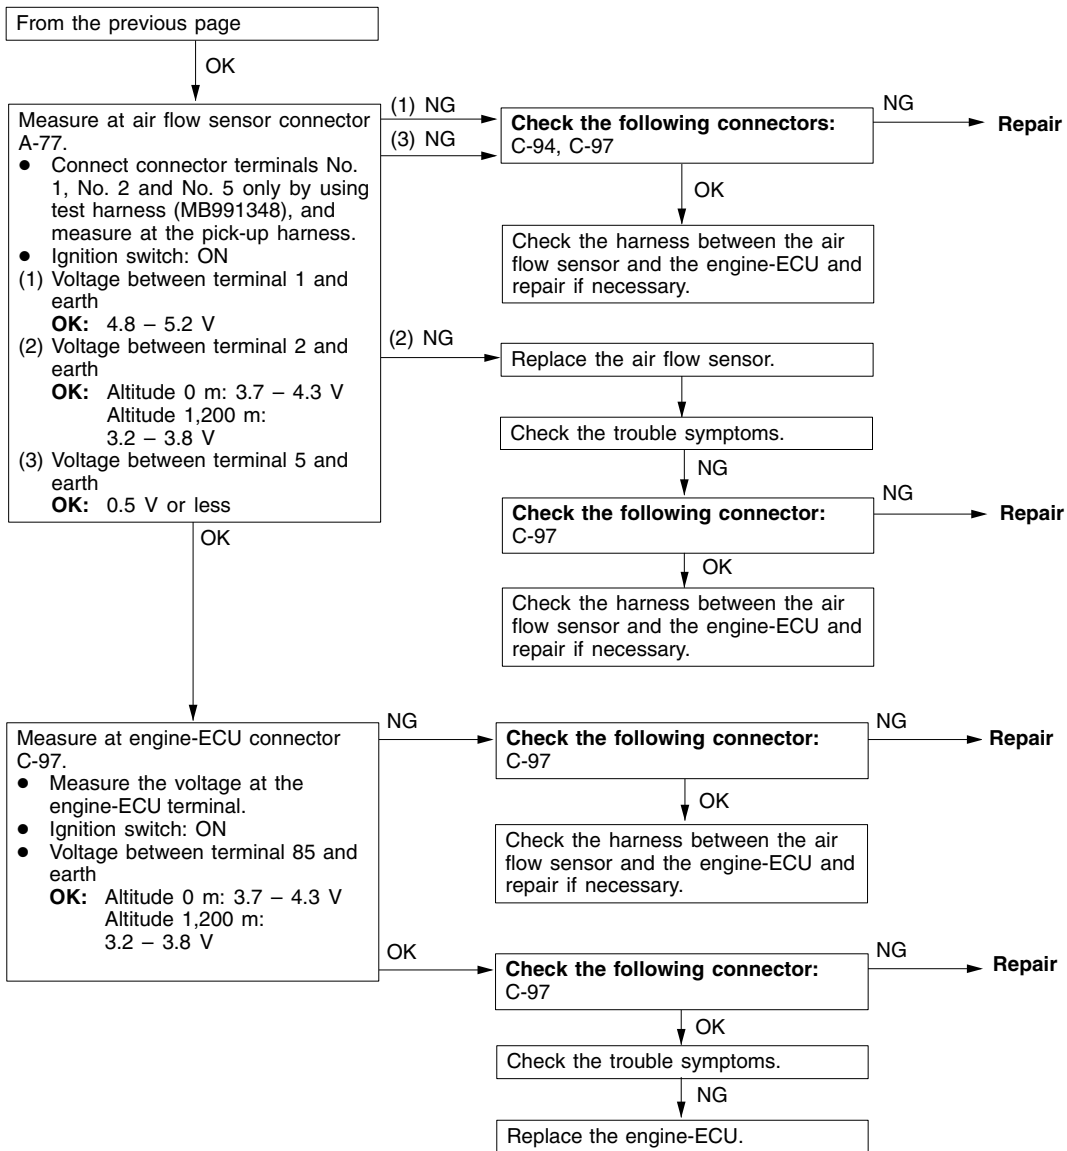 From the previous page
OK
Measure at air flow sensor connector
A-77.
● Connect connector terminals No.
1, No. 2 and No. 5 only by using
test harness (MB991348), and
measure at the pick-up harness.
● Ignition switch: ON
(1) Voltage between terminal 1 and
earth
OK: 4.8 – 5.2 V
(2) Voltage between terminal 2 and
earth
OK: Altitude 0 m: 3.7 – 4.3 V
Altitude 1,200 m:
3.2 – 3.8 V
(3) Voltage between terminal 5 and
earth
OK: 0.5 V or less
(1) NG
(3) NG
Check the following connectors:
C-94, C-97
NG
Repair
OK
Check the harness between the air
flow sensor and the engine-ECU and
repair if necessary.
(2) NG
Replace the air flow sensor.
Check the trouble symptoms.
NG
Check the following connector:
C-97
NG
Repair
OK
Check the harness between the air
flow sensor and the engine-ECU and
repair if necessary.
OK
Measure at engine-ECU connector
C-97.
● Measure the voltage at the
engine-ECU terminal.
● Ignition switch: ON
● Voltage between terminal 85 and
earth
OK: Altitude 0 m: 3.7 – 4.3 V
Altitude 1,200 m:
3.2 – 3.8 V
NG
Check the following connector:
C-97
NG
Repair
OK
Check the harness between the air
flow sensor and the engine-ECU and
repair if necessary.
OK
Check the following connector:
C-97
NG
Repair
OK
Check the trouble symptoms.
NG
Replace the engine-ECU.